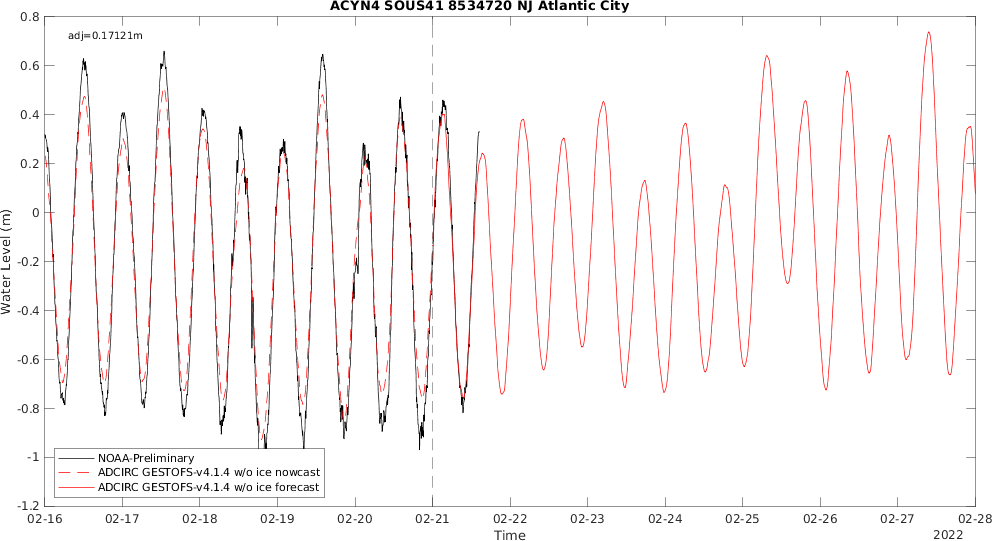 ACYN4 SOUS41 8534720 NJ Atlantic City
adj=0.17121m
0.8
0.6
0.4
0.2
0
-0.2
-0.4
-0.6
-0.8
-1
-1.2
Water Level (m)
NOAA-Preliminary
ADCIRC GESTOFS-v4.1.4 w/o ice nowcast
ADCIRC GESTOFS-v4.1.4 w/o ice forecast
02-16 02-17 02-18 02-19 02-20 02-21 02-22 02-23 02-24 02-25 02-26 02-27 02-28
Time
2022